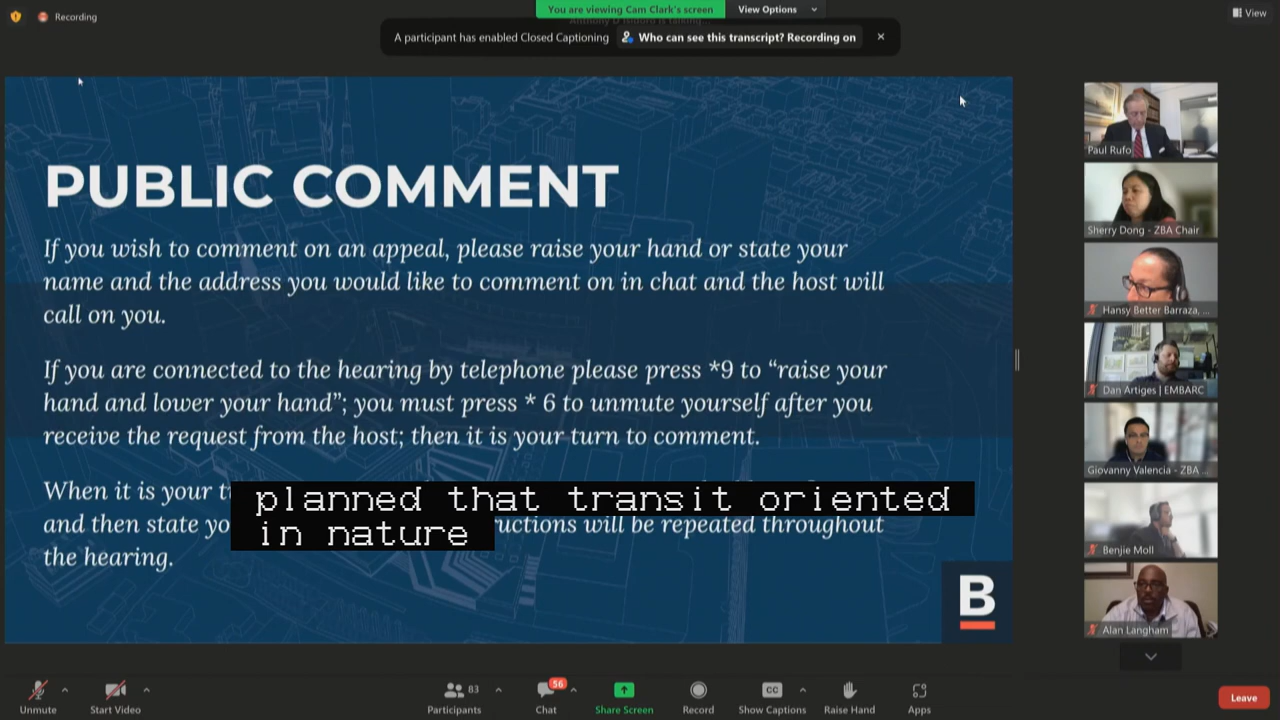 Recording
You are viewing Cam Clark's screen
View Options
View
A participant has enabled Closed Captioning
Who can see this transcript? Recording on
PUBLIC COMMENT
If you wish to comment on an appeal, please raise your hand or state your
name and the address you would like to comment on in chat and the host will
call on you.
If you are connected to the hearing by telephone please press *9 to “raise your
hand and lower your hand”; you must press * 6 to unmute yourself after you
receive the request from the host; then it is your turn to comment.
When it is your
and then state
uctions will be repeated throughout
the hearing.
planned that transit oriented
in nature
B
Paul Rufo
Sherry Dong - ZBA Chair
Hansy Better Barraza, ...
Dan Artiges | EMBARC
Giovanny Valencia - ZBA ...
Benjie Moll
Alan Langham
Unmute
Start Video
83
Participants
56
Chat
Share Screen
Record
CC
Show Captions
Raise Hand
Apps
Leave